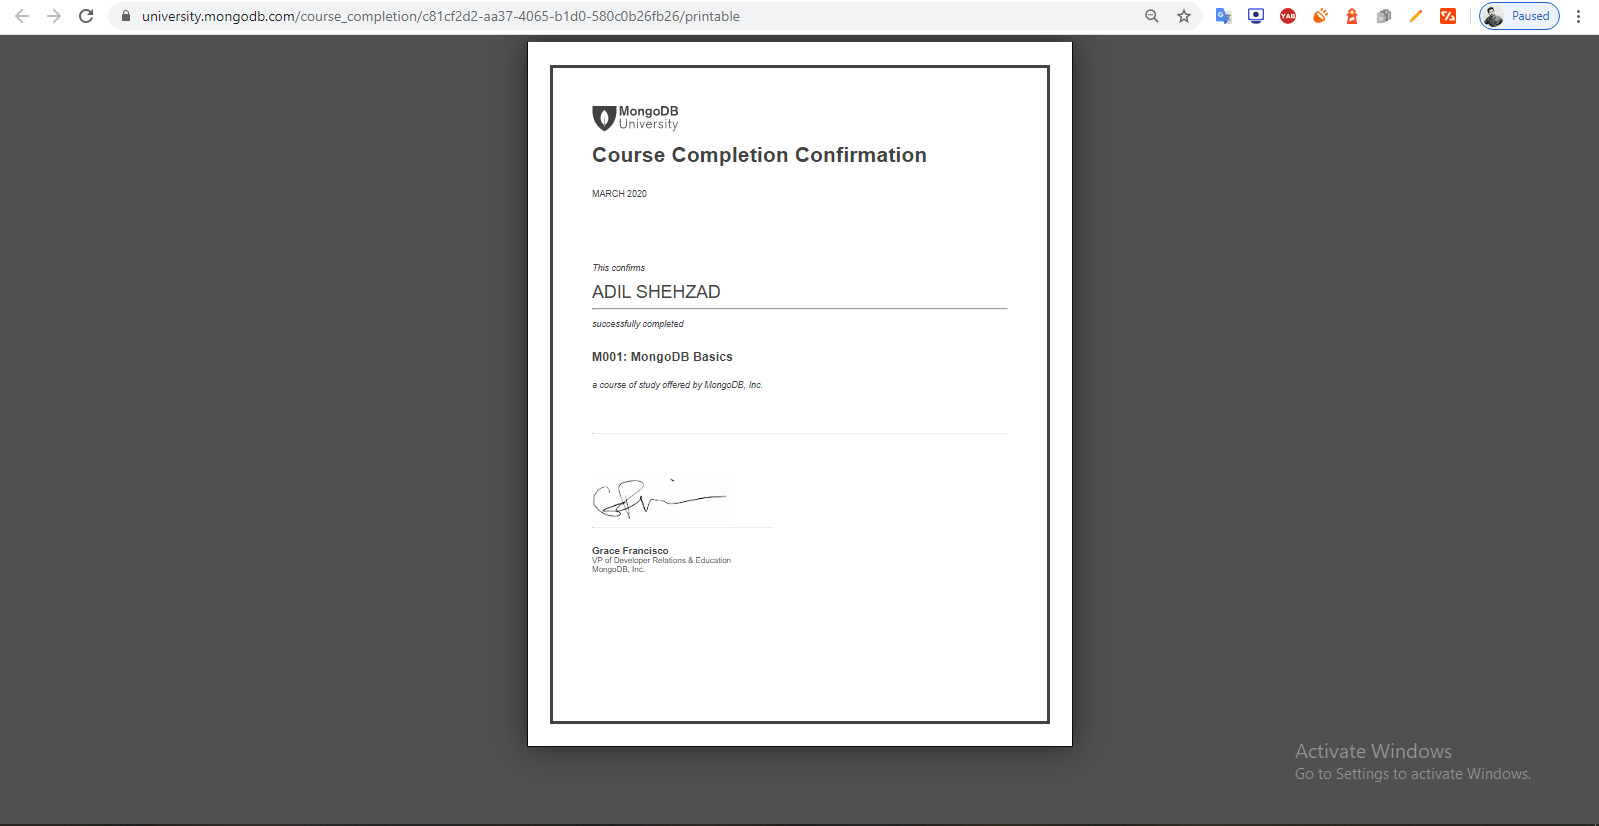 university.mongodb.com/course_completion/c81cf2d2-aa37-4065-b1d0-580c0b26fb26/printable
YAB
Paused
MongoDB
University
Course Completion Confirmation
MARCH 2020
This confirms
ADIL SHEHZAD
successfully completed
M001: MongoDB Basics
a course of study offered by MongoDB, Inc.
Grace Francisco
VP of Developer Relations & Education
MongoDB, Inc.
Activate Windows
Go to Settings to activate Windows.